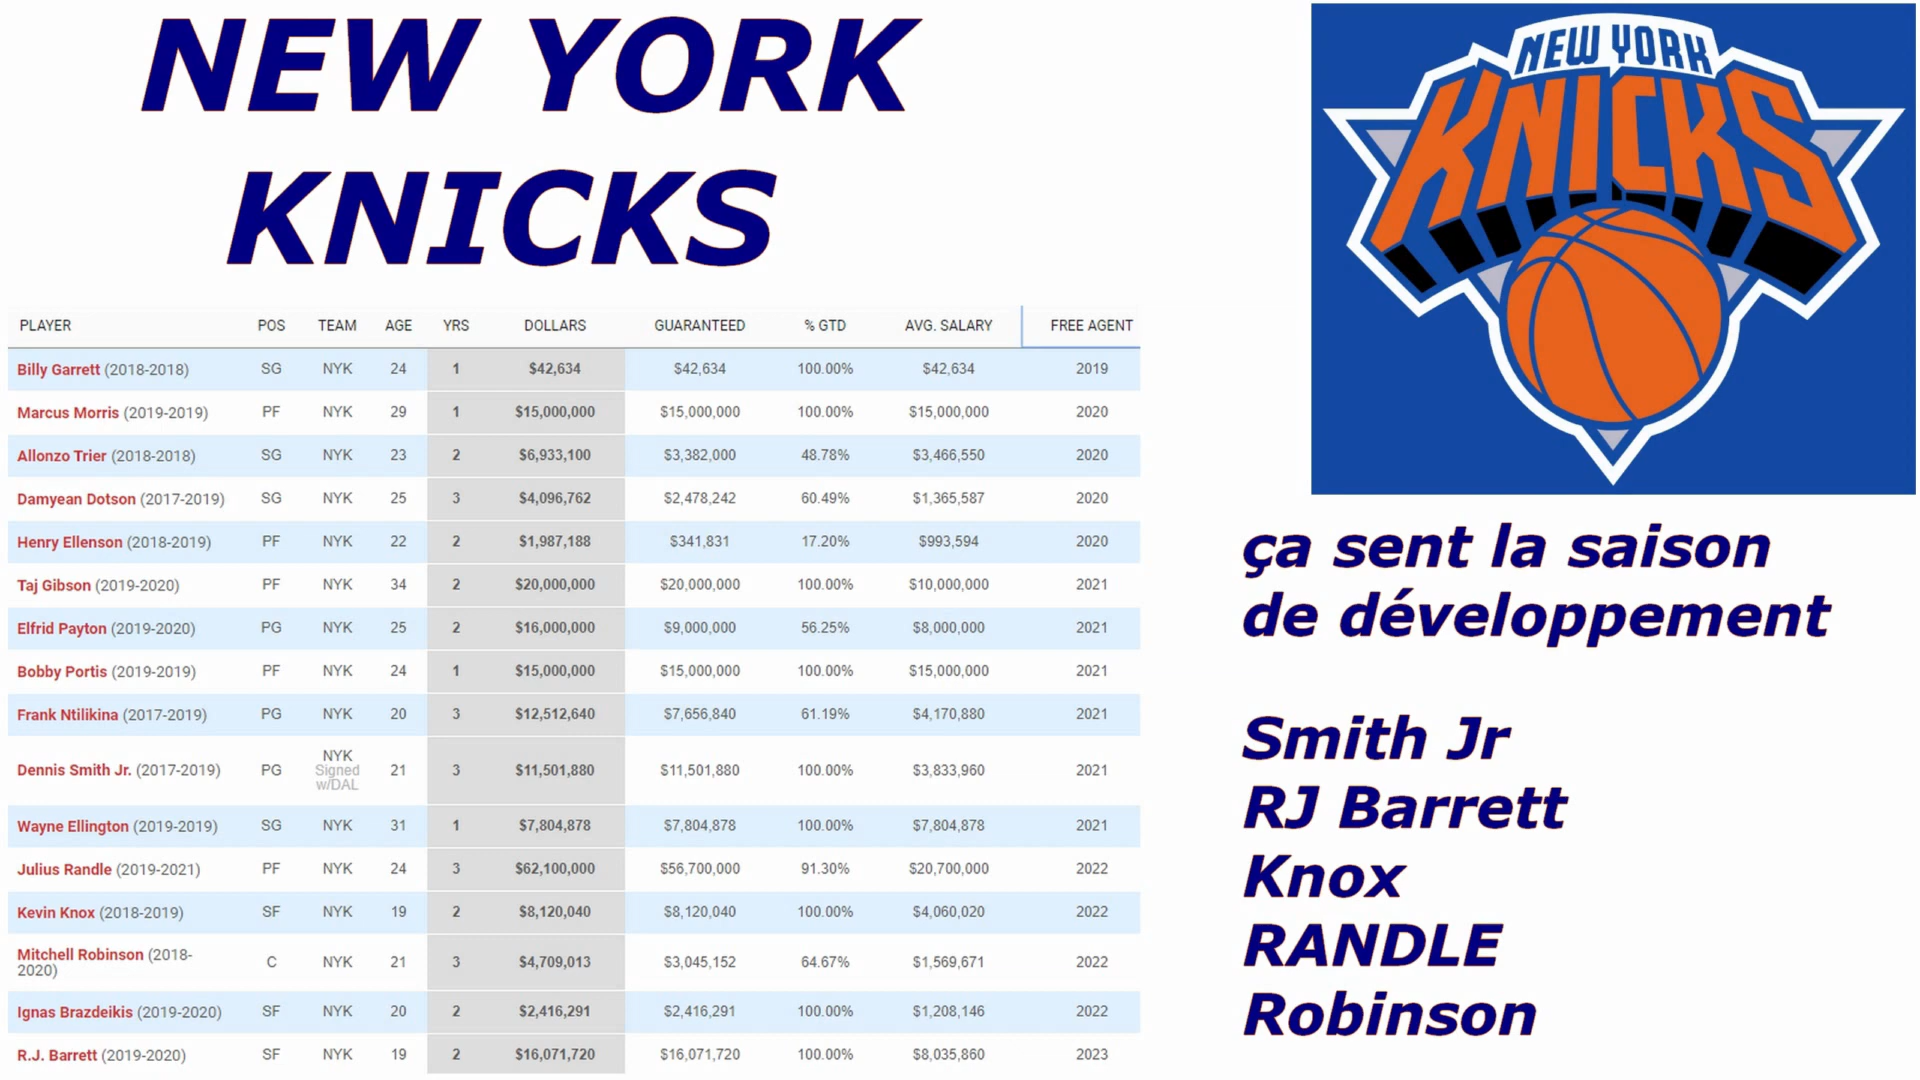 NEW YORK
KNICKS
NEW YORK
KNICKS
PLAYER POS TEAM AGE YRS DOLLARS GUARANTEED % GTD AVG. SALARY FREE AGENT
Billy Garrett (2018-2018) SG NYK 24 1 $42,634 $42,634 100.00% $42,634 2019
Marcus Morris (2019-2019) PF NYK 29 1 $15,000,000 $15,000,000 100.00% $15,000,000 2020
Allonzo Trier (2018-2018) SG NYK 23 2 $6,933,100 $3,382,000 48.78% $3,466,550 2020
Damyean Dotson (2017-2019) SG NYK 25 3 $4,096,762 $2,478,242 60.49% $1,365,587 2020
Henry Ellenson (2018-2019) PF NYK 22 2 $1,987,188 $341,831 17.20% $993,594 2020
Taj Gibson (2019-2020) PF NYK 34 2 $20,000,000 $20,000,000 100.00% $10,000,000 2021
Elfrid Payton (2019-2020) PG NYK 25 2 $16,000,000 $9,000,000 56.25% $8,000,000 2021
Bobby Portis (2019-2019) PF NYK 24 1 $15,000,000 $15,000,000 100.00% $15,000,000 2021
Frank Ntilikina (2017-2019) PG NYK 20 3 $12,512,640 $7,656,840 61.19% $4,170,880 2021
Dennis Smith Jr. (2017-2019) PG NYK Signed w/DAL 21 3 $11,501,880 $11,501,880 100.00% $3,833,960 2021
Wayne Ellington (2019-2019) SG NYK 31 1 $7,804,878 $7,804,878 100.00% $7,804,878 2021
Julius Randle (2019-2021) PF NYK 24 3 $62,100,000 $56,700,000 91.30% $20,700,000 2022
Kevin Knox (2018-2019) SF NYK 19 2 $8,120,040 $8,120,040 100.00% $4,060,020 2022
Mitchell Robinson (2018-2020) C NYK 21 3 $4,709,013 $3,045,152 64.67% $1,569,671 2022
Ignas Brazdeikis (2019-2020) SF NYK 20 2 $2,416,291 $2,416,291 100.00% $1,208,146 2022
R.J. Barrett (2019-2020) SF NYK 19 2 $16,071,720 $16,071,720 100.00% $8,035,860 2023
ça sent la saison
de développement
Smith Jr
RJ Barrett
Knox
RANDLE
Robinson